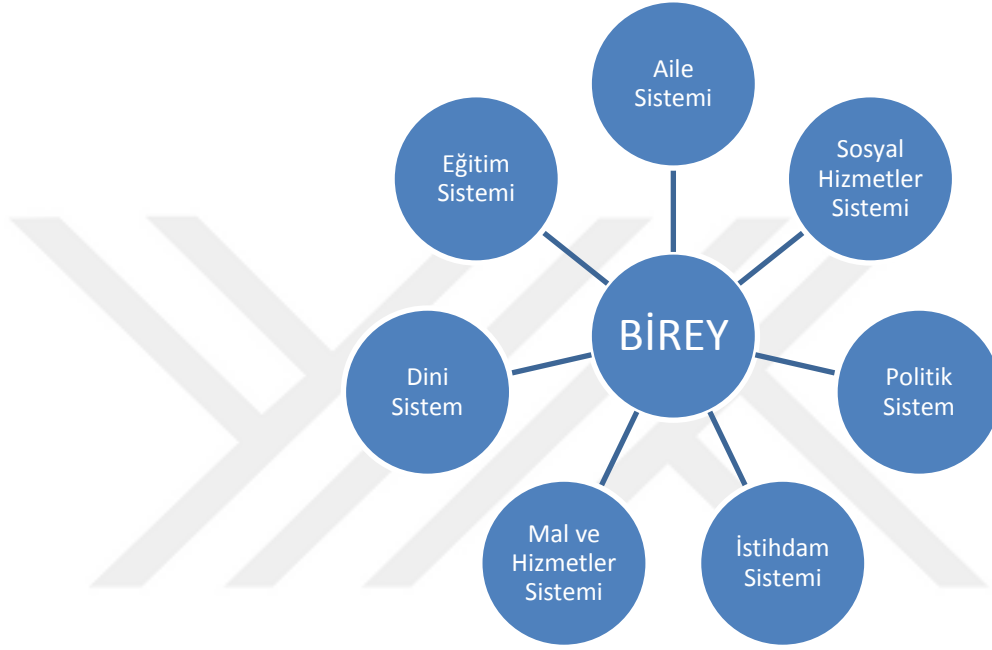 Aile
Sistemi
Sosyal
Hizmetler
Sistemi
Politik
Sistem
İstihdam
Sistemi
Mal ve
Hizmetler
Sistemi
Dini
Sistem
Eğitim
Sistemi
BİREY